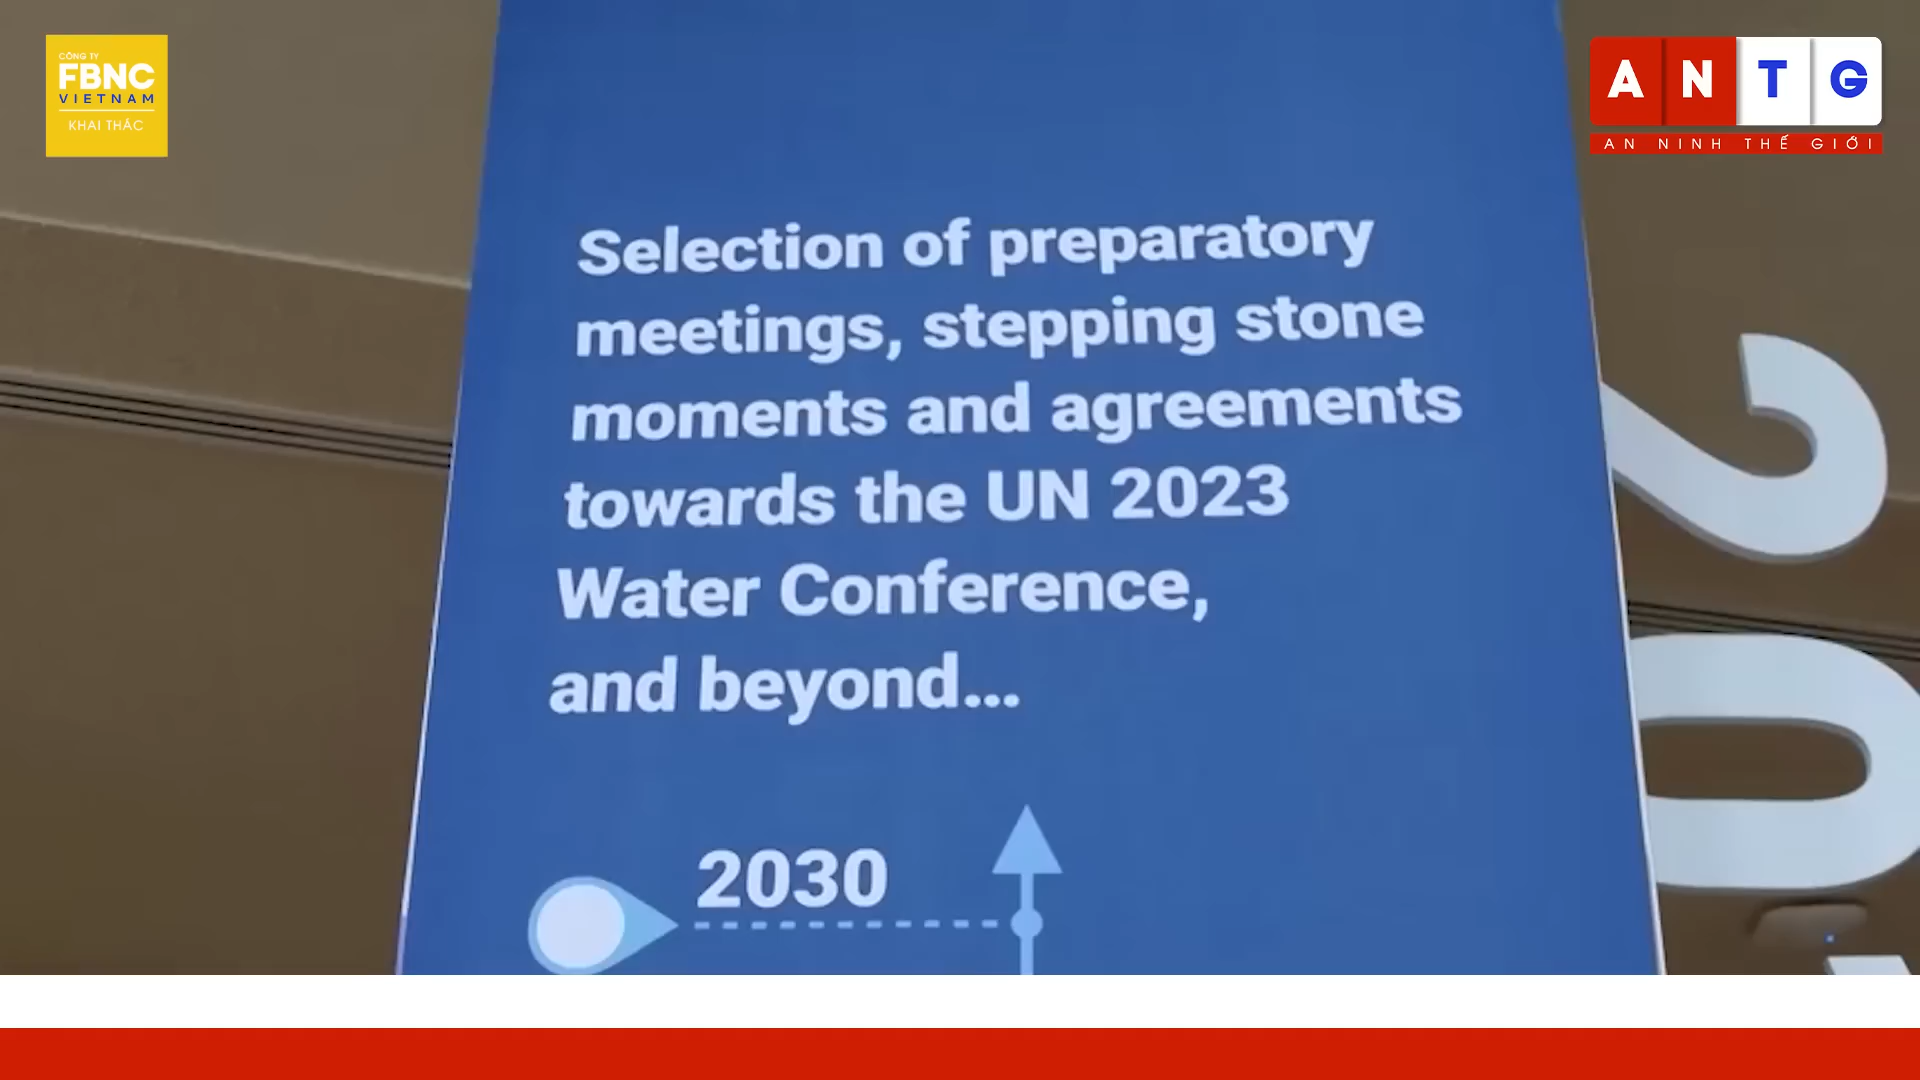 CÔNG TY
FBNC
VIETNAM
KHAI THÁC
ANTG
AN NINH THẾ GIỚI
Selection of preparatory
meetings, stepping stone
moments and agreements
towards the UN 2023
Water Conference,
and beyond...
2030
20